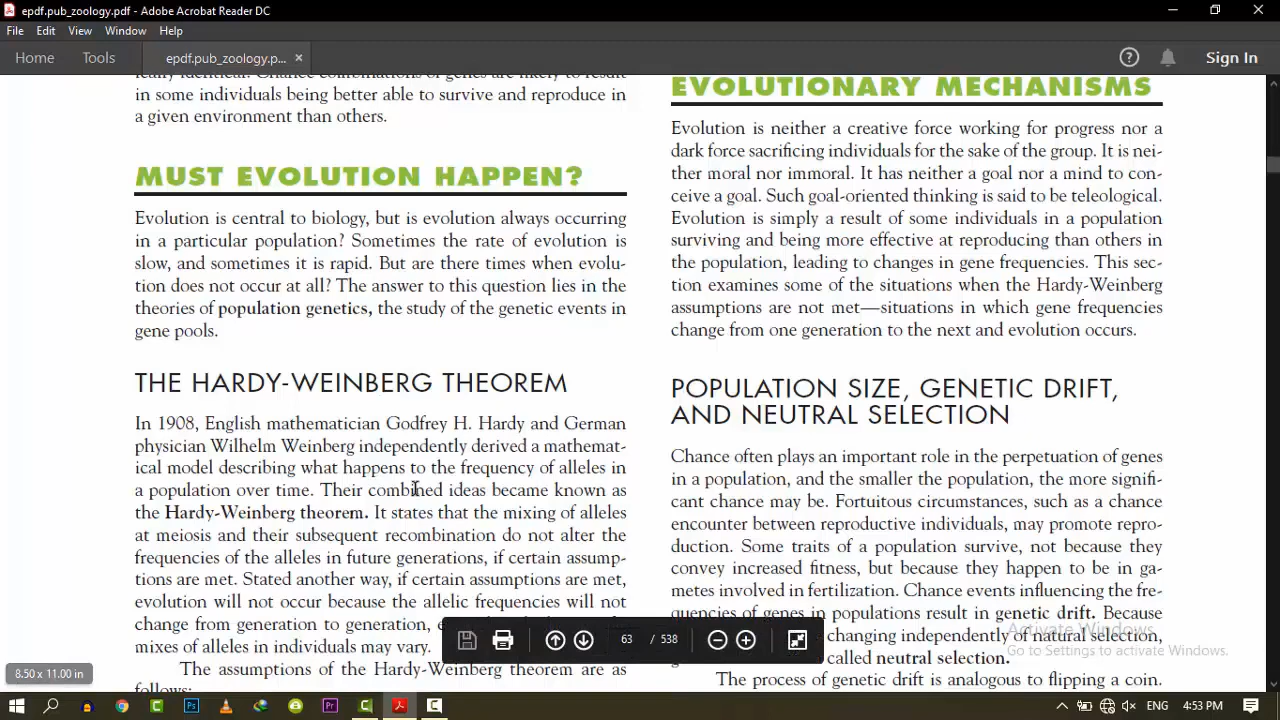 epdf.pub_zoology.pdf - Adobe Acrobat Reader DC
File Edit View Window Help
Home Tools epdf.pub_zoology.p... × Sign In
in some individuals being better able to survive and reproduce in
a given environment than others.
MUST EVOLUTION HAPPEN?
Evolution is central to biology, but is evolution always occurring
in a particular population? Sometimes the rate of evolution is
slow, and sometimes it is rapid. But are there times when evolu-
tion does not occur at all? The answer to this question lies in the
theories of population genetics, the study of the genetic events in
gene pools.
THE HARDY-WEINBERG THEOREM
In 1908, English mathematician Godfrey H. Hardy and German
physician Wilhelm Weinberg independently derived a mathemat-
ical model describing what happens to the frequency of alleles in
a population over time. Their combined ideas became known as
the Hardy-Weinberg theorem. It states that the mixing of alleles
at meiosis and their subsequent recombination do not alter the
frequencies of the alleles in future generations, if certain assump-
tions are met. Stated another way, if certain assumptions are met,
evolution will not occur because the allelic frequencies will not
change from generation to generation,
mixes of alleles in individuals may vary.
The assumptions of the Hardy-Weinberg theorem are as
follows:
EVOLUTIONARY MECHANISMS
Evolution is neither a creative force working for progress nor a
dark force sacrificing individuals for the sake of the group. It is nei-
ther moral nor immoral. It has neither a goal nor a mind to con-
ceive a goal. Such goal-oriented thinking is said to be teleological.
Evolution is simply a result of some individuals in a population
surviving and being more effective at reproducing than others in
the population, leading to changes in gene frequencies. This sec-
tion examines some of the situations when the Hardy-Weinberg
assumptions are not met—situations in which gene frequencies
change from one generation to the next and evolution occurs.
POPULATION SIZE, GENETIC DRIFT,
AND NEUTRAL SELECTION
Chance often plays an important role in the perpetuation of genes
in a population, and the smaller the population, the more signifi-
cant chance may be. Fortuitous circumstances, such as a chance
encounter between reproductive individuals, may promote repro-
duction. Some traits of a population survive, not because they
convey increased fitness, but because they happen to be in ga-
metes involved in fertilization. Chance events influencing the fre-
quencies of genes in populations result in genetic drift. Because
changing independently of natural selection,
called neutral selection.
The process of genetic drift is analogous to flipping a coin.
63 / 538
Activate Windows
Go to Settings to activate Windows.
8.50 x 11.00 in
ENG 4:53 PM